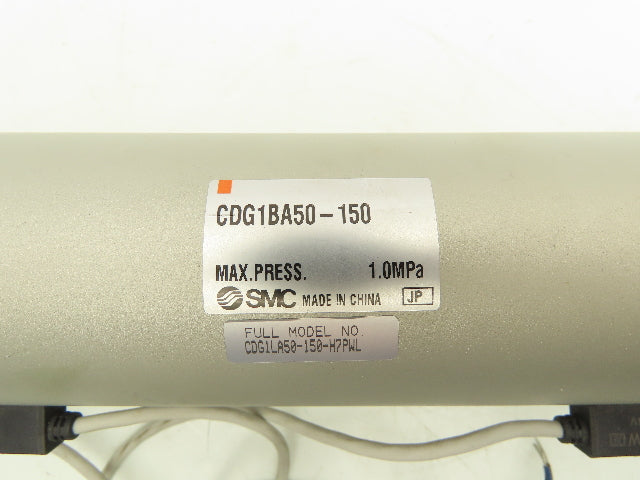 CDG1BA50-150
MAX.PRESS. 1.0MPa
SMC MADE IN CHINA JP
FULL MODEL NO.
CDG1LA50-150-H7PWL